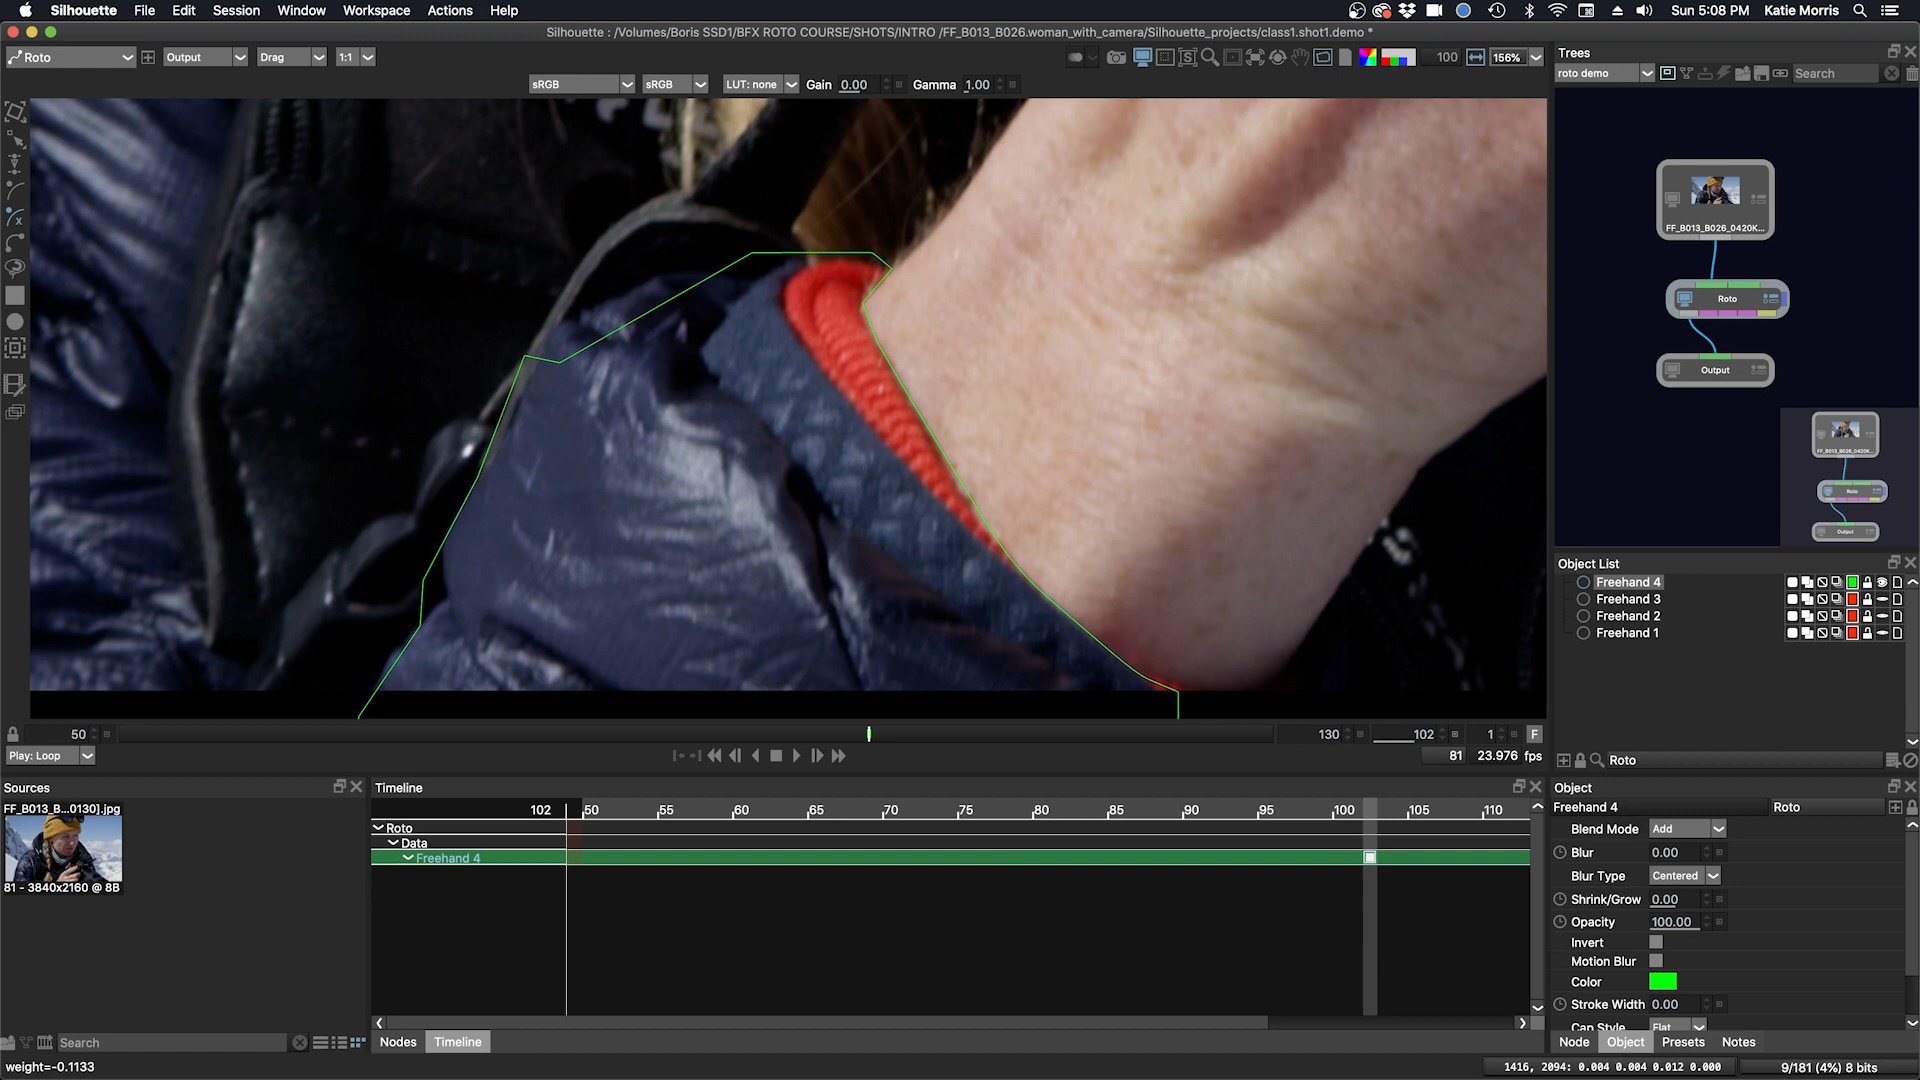 Silhouette File Edit Session Window Workspace Actions Help Sun 5:08 PM Katie Morris
Silhouette : /Volumes/Boris SSD1/BFX ROTO COURSE/SHOTS/INTRO /FF_B013_B026.woman_with_camera/Silhouette_projects/class1.shot1.demo *
Roto Output Drag 1:1 100 156%
sRGB sRGB LUT: none Gain 0.00 Gamma 1.00
Trees
roto demo Search
FF_B013_B026_0420K...
Roto
Output
FF_B013_B026_0420K...
Roto
Output
Object List
Freehand 4
Freehand 3
Freehand 2
Freehand 1
Roto
50 130 102 1 F
Play: Loop 81 23.976 fps
Sources
FF_B013_B...0130].jpg
81 - 3840x2160 @ 8B
Search
Timeline
102 50 55 60 65 70 75 80 85 90 95 100 105 110
Roto
Data
Freehand 4
Nodes Timeline
Object
Freehand 4 Roto
Blend Mode Add
Blur 0.00
Blur Type Centered
Shrink/Grow 0.00
Opacity 100.00
Invert
Motion Blur
Color
Stroke Width 0.00
Cap Style Flat
Node Object Presets Notes
weight=-0.1133 1416, 2094: 0.004 0.004 0.012 0.000 9/181 (4%) 8 bits